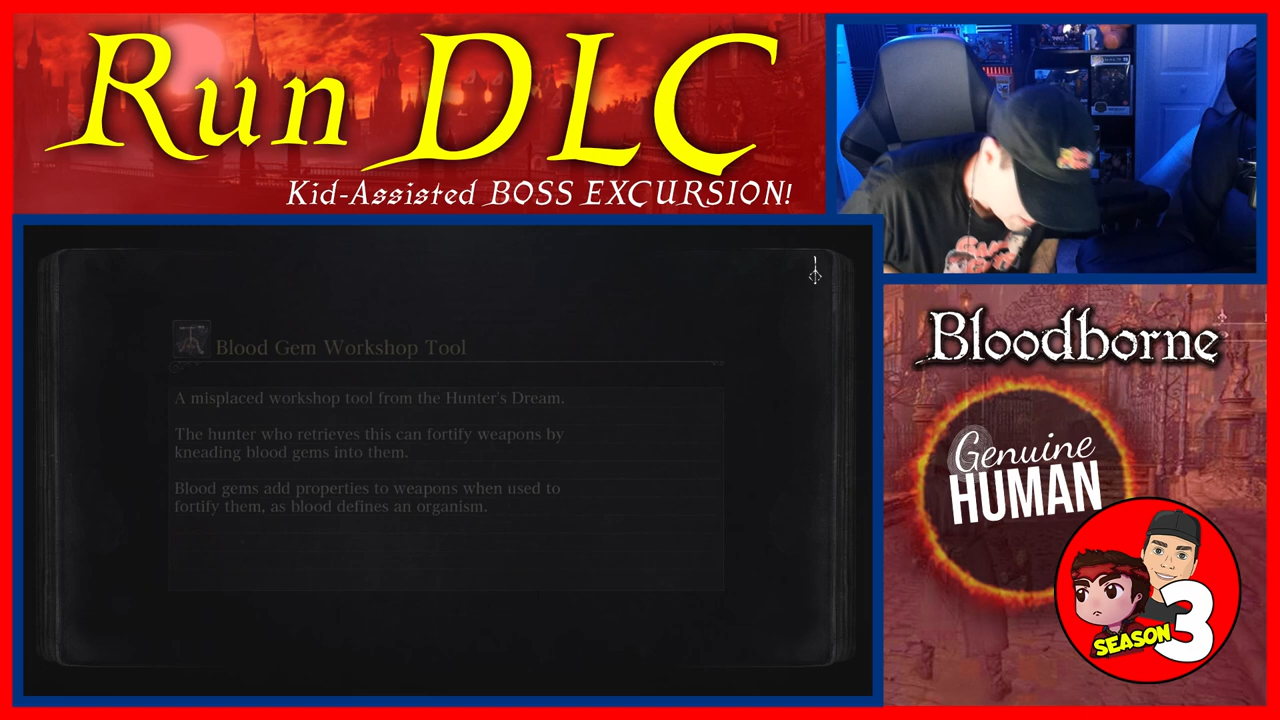 Run DLC
Kid-Assisted BOSS EXCURSION!
Blood Gem Workshop Tool
A misplaced workshop tool from the Hunter's Dream.
The hunter who retrieves this can fortify weapons by
kneading blood gems into them.
Blood gems add properties to weapons when used to
fortify them, as blood defines an organism.
Bloodborne
Genuine
HUMAN
SEASON 3